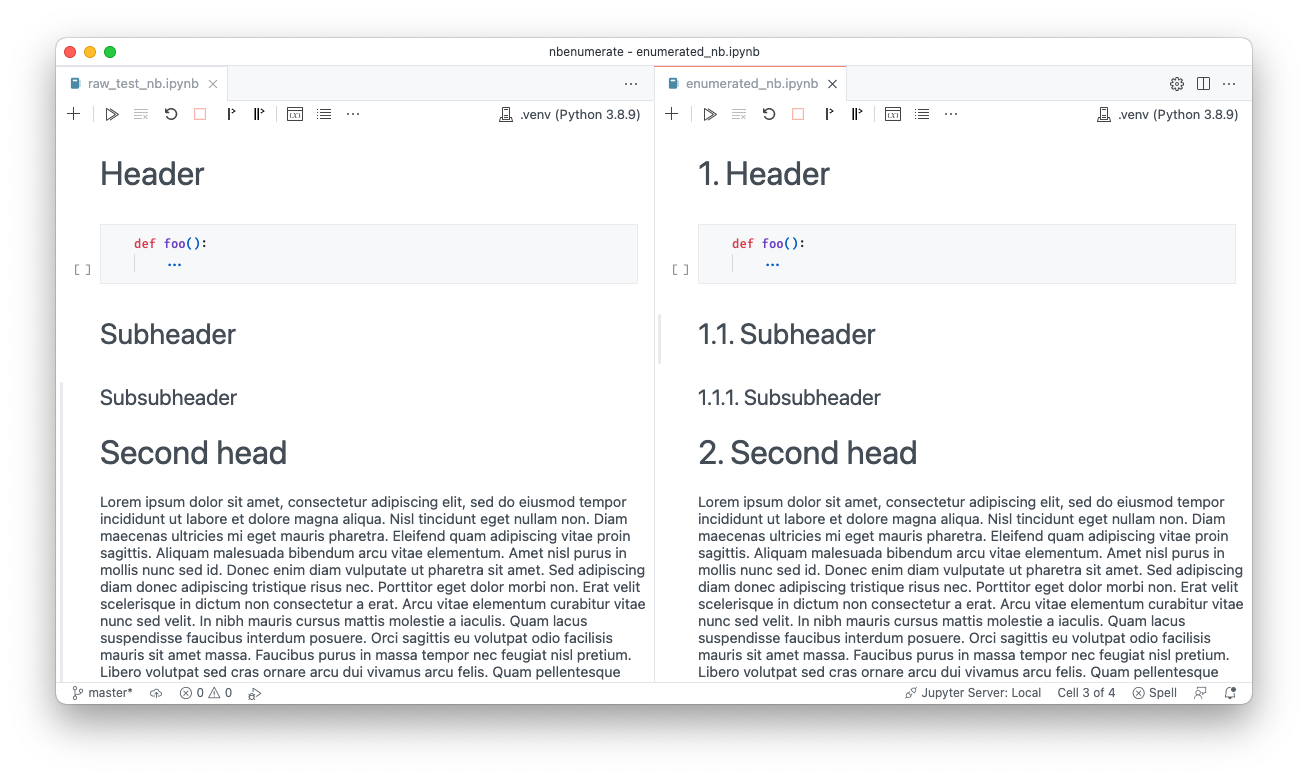 nbenumerate - enumerated_nb.ipynb
raw_test_nb.ipynb
.venv (Python 3.8.9)
Header
[ ]
def foo():
...
Subheader
Subsubheader
Second head
Lorem ipsum dolor sit amet, consectetur adipiscing elit, sed do eiusmod tempor
incididunt ut labore et dolore magna aliqua. Nisl tincidunt eget nullam non. Diam
maecenas ultricies mi eget mauris pharetra. Eleifend quam adipiscing vitae proin
sagittis. Aliquam malesuada bibendum arcu vitae elementum. Amet nisl purus in
mollis nunc sed id. Donec enim diam vulputate ut pharetra sit amet. Sed adipiscing
diam donec adipiscing tristique risus nec. Porttitor eget dolor morbi non. Erat velit
scelerisque in dictum non consectetur a erat. Arcu vitae elementum curabitur vitae
nunc sed velit. In nibh mauris cursus mattis molestie a iaculis. Quam lacus
suspendisse faucibus interdum posuere. Orci sagittis eu volutpat odio facilisis
mauris sit amet massa. Faucibus purus in massa tempor nec feugiat nisl pretium.
Libero volutpat sed cras ornare arcu dui vivamus arcu felis. Quam pellentesque
enumerated_nb.ipynb
.venv (Python 3.8.9)
1. Header
[ ]
def foo():
...
1.1. Subheader
1.1.1. Subsubheader
2. Second head
Lorem ipsum dolor sit amet, consectetur adipiscing elit, sed do eiusmod tempor
incididunt ut labore et dolore magna aliqua. Nisl tincidunt eget nullam non. Diam
maecenas ultricies mi eget mauris pharetra. Eleifend quam adipiscing vitae proin
sagittis. Aliquam malesuada bibendum arcu vitae elementum. Amet nisl purus in
mollis nunc sed id. Donec enim diam vulputate ut pharetra sit amet. Sed adipiscing
diam donec adipiscing tristique risus nec. Porttitor eget dolor morbi non. Erat velit
scelerisque in dictum non consectetur a erat. Arcu vitae elementum curabitur vitae
nunc sed velit. In nibh mauris cursus mattis molestie a iaculis. Quam lacus
suspendisse faucibus interdum posuere. Orci sagittis eu volutpat odio facilisis
mauris sit amet massa. Faucibus purus in massa tempor nec feugiat nisl pretium.
Libero volutpat sed cras ornare arcu dui vivamus arcu felis. Quam pellentesque
master* 0 0 Jupyter Server: Local Cell 3 of 4 Spell